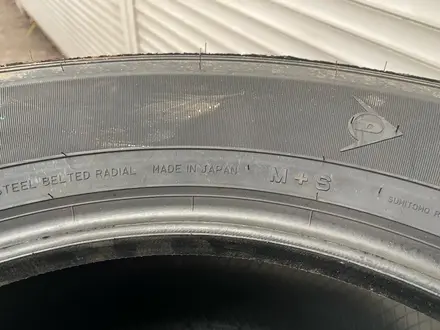 STEEL BELTED RADIAL MADE IN JAPAN M + S SUMITOMO